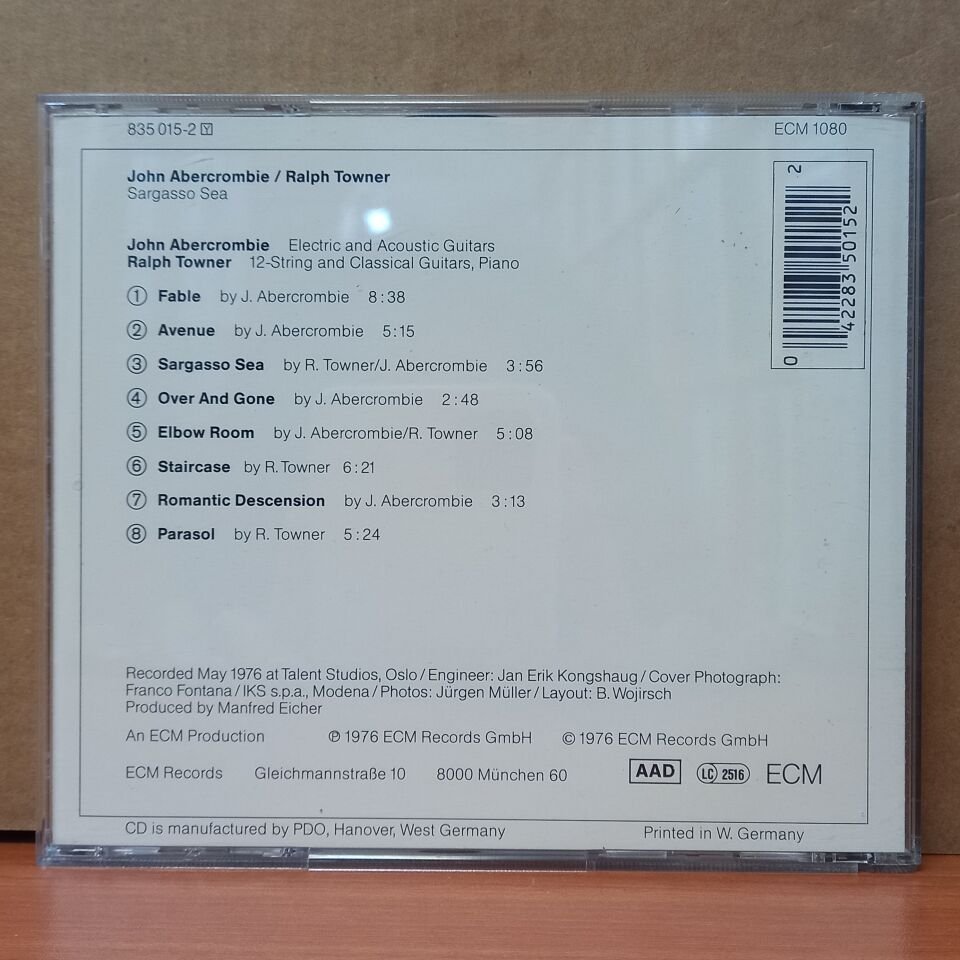 835 015-2 Y
ECM 1080
John Abercrombie / Ralph Towner
Sargasso Sea
John Abercrombie Electric and Acoustic Guitars
Ralph Towner 12-String and Classical Guitars, Piano
1 Fable by J. Abercrombie 8:38
2 Avenue by J. Abercrombie 5:15
3 Sargasso Sea by R. Towner/J. Abercrombie 3:56
4 Over And Gone by J. Abercrombie 2:48
5 Elbow Room by J. Abercrombie/R. Towner 5:08
6 Staircase by R. Towner 6:21
7 Romantic Descension by J. Abercrombie 3:13
8 Parasol by R. Towner 5:24
0 42283 50152 2
Recorded May 1976 at Talent Studios, Oslo / Engineer: Jan Erik Kongshaug / Cover Photograph:
Franco Fontana / IKS s.p.a., Modena / Photos: Jürgen Müller / Layout: B. Wojirsch
Produced by Manfred Eicher
An ECM Production ℗ 1976 ECM Records GmbH © 1976 ECM Records GmbH
ECM Records Gleichmannstraße 10 8000 München 60 AAD LC 2516 ECM
CD is manufactured by PDO, Hanover, West Germany
Printed in W. Germany